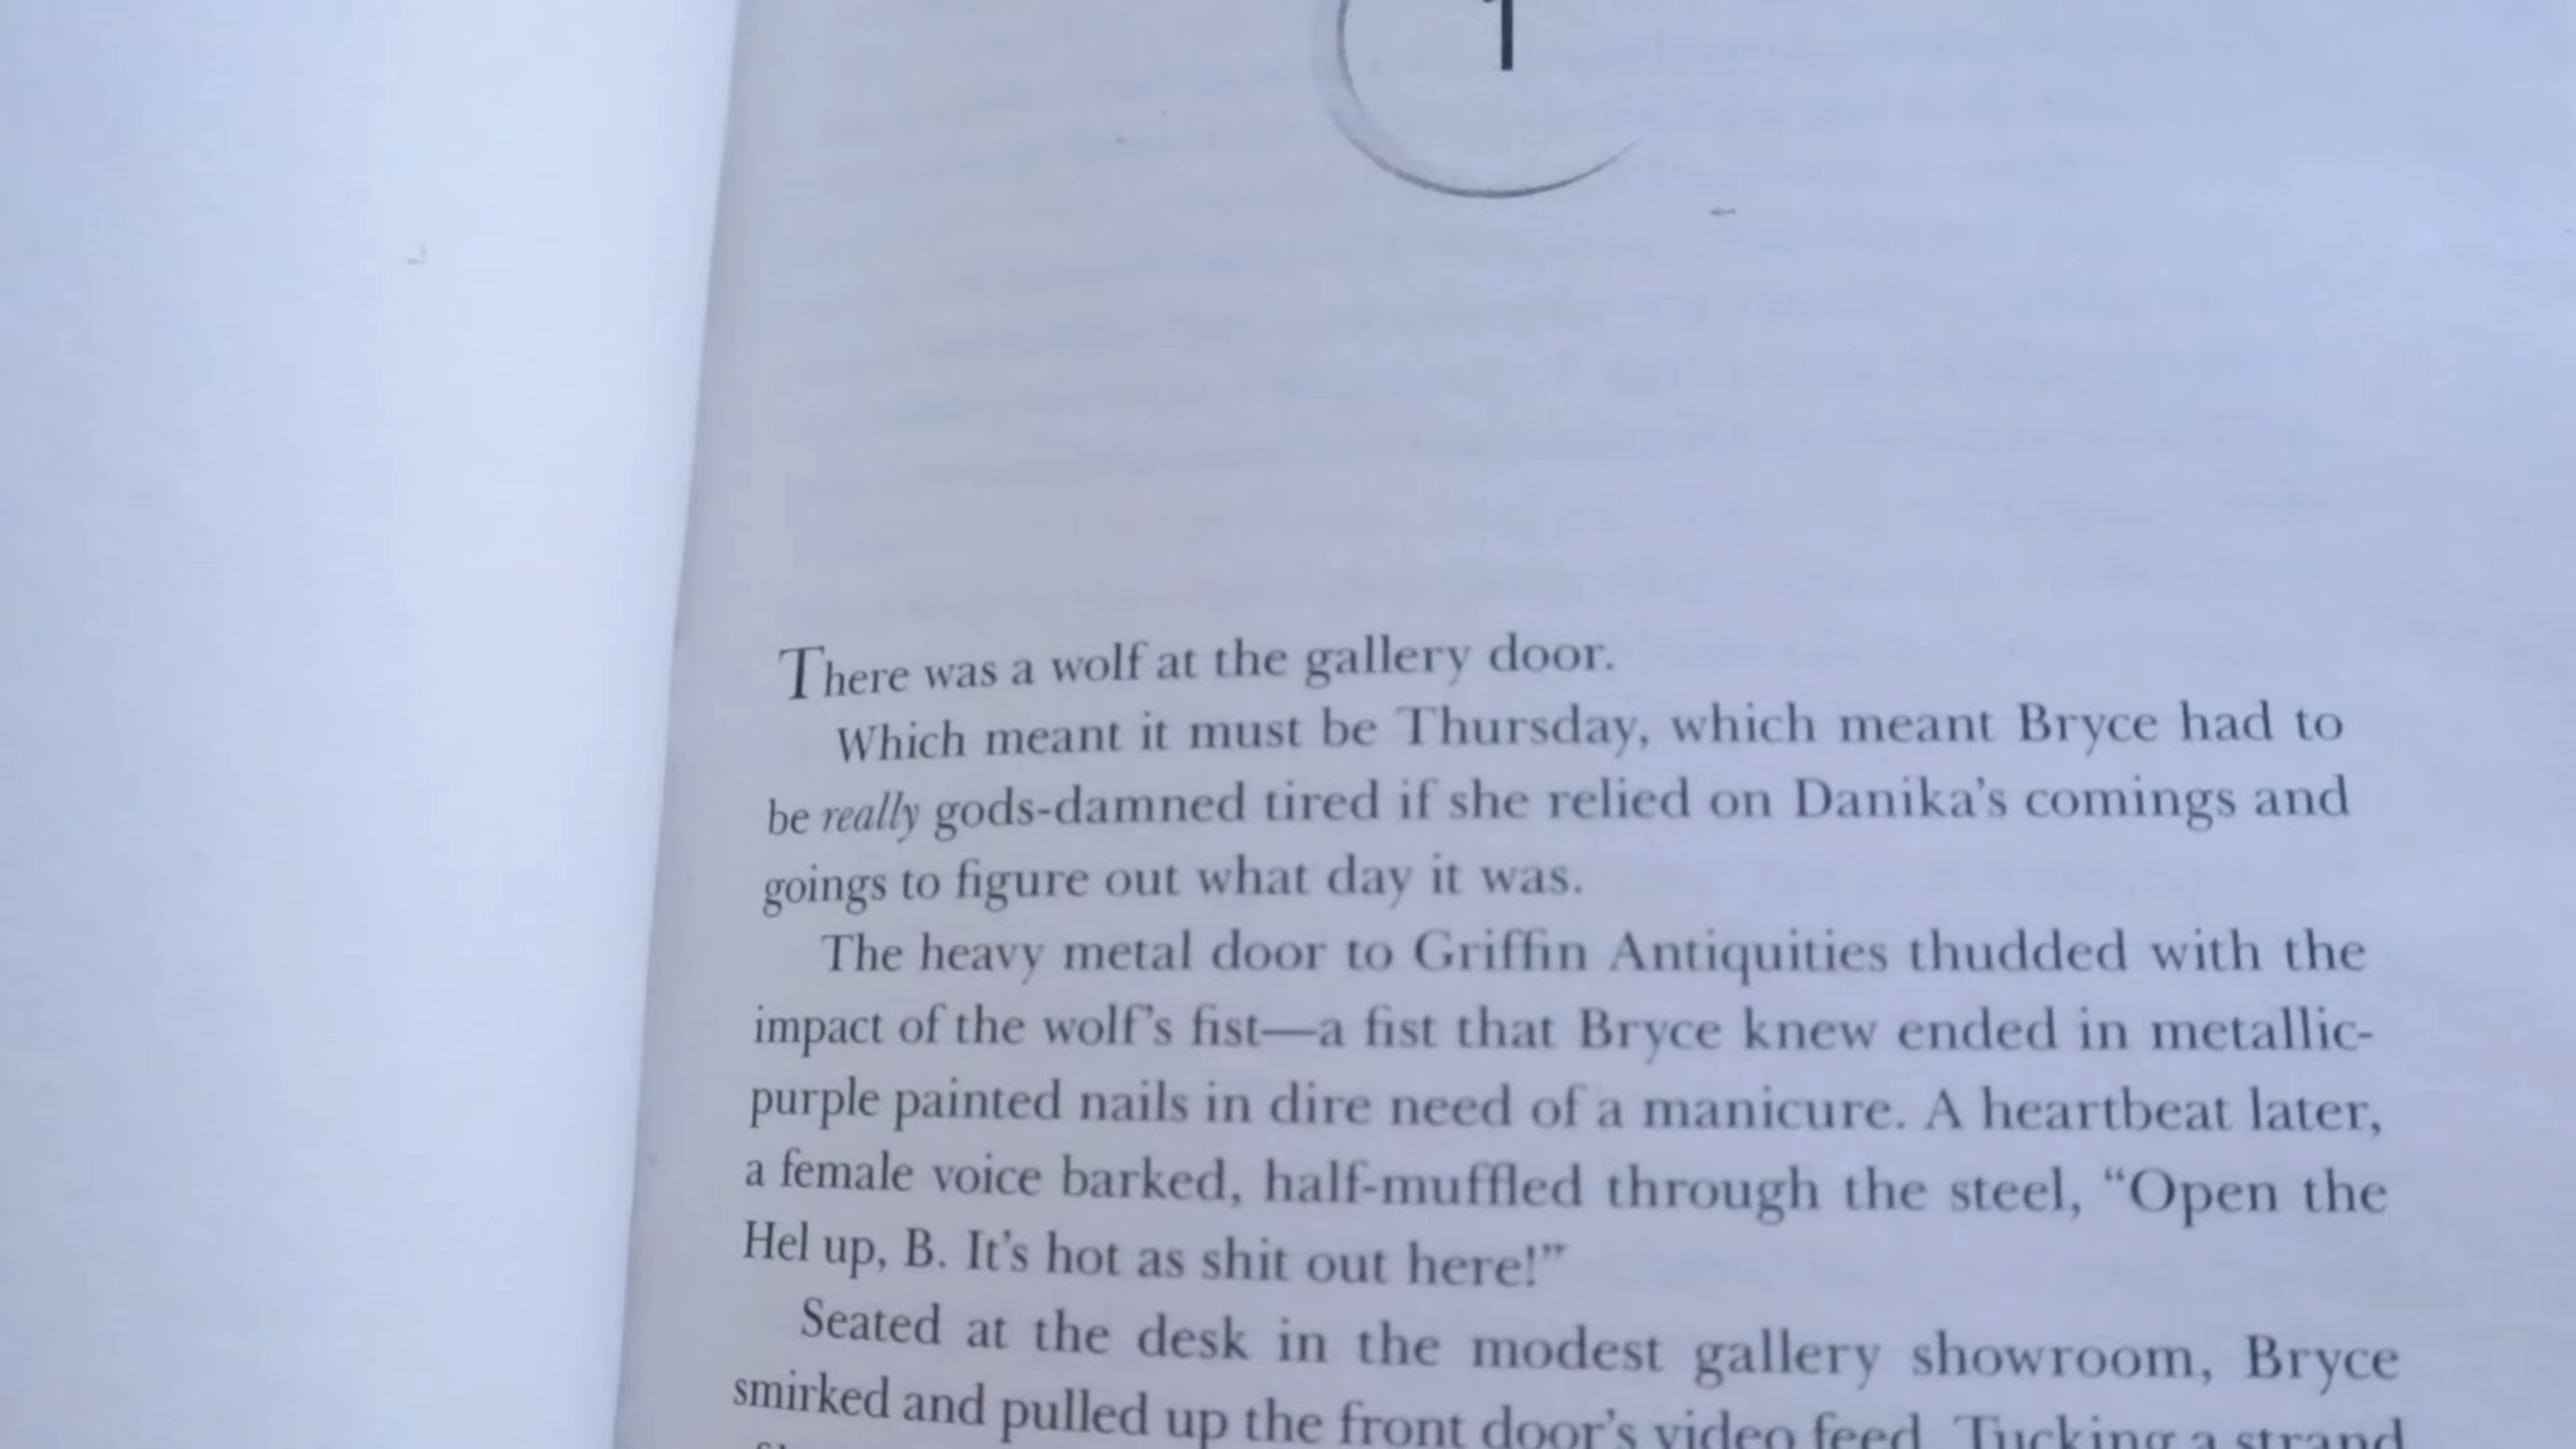 1
There was a wolf at the gallery door.
Which meant it must be Thursday, which meant Bryce had to
be really gods-damned tired if she relied on Danika's comings and
goings to figure out what day it was.
The heavy metal door to Griffin Antiquities thudded with the
impact of the wolf's fist—a fist that Bryce knew ended in metallic-
purple painted nails in dire need of a manicure. A heartbeat later,
a female voice barked, half-muffled through the steel, “Open the
Hel up, B. It's hot as shit out here!”
Seated at the desk in the modest gallery showroom, Bryce
smirked and pulled up the front door's video feed. Tucking a strand